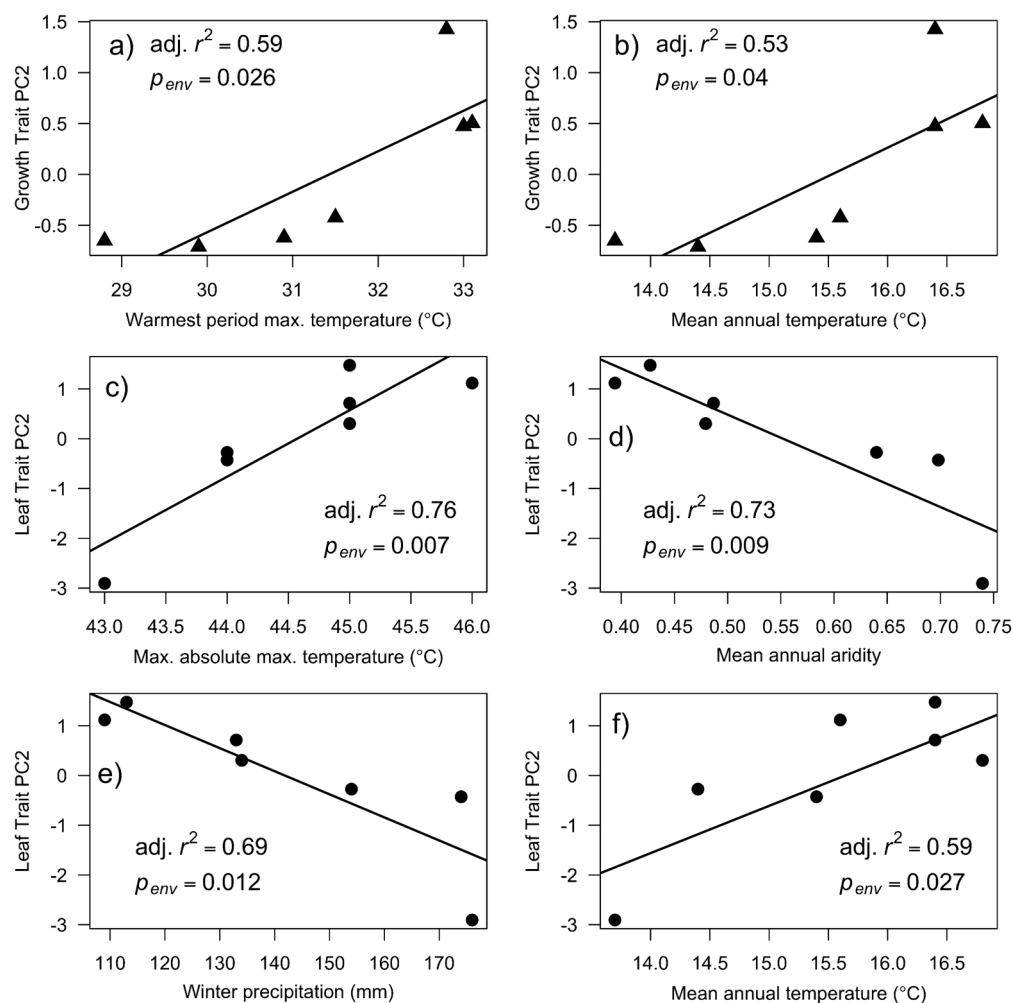 a) adj. r² = 0.59
p_env = 0.026
Growth Trait PC2
1.5
1.0
0.5
0.0
-0.5
29 30 31 32 33
Warmest period max. temperature (°C)
b) adj. r² = 0.53
p_env = 0.04
Growth Trait PC2
1.5
1.0
0.5
0.0
-0.5
14.0 14.5 15.0 15.5 16.0 16.5
Mean annual temperature (°C)
c)
adj. r² = 0.76
p_env = 0.007
Leaf Trait PC2
1
0
-1
-2
-3
43.0 43.5 44.0 44.5 45.0 45.5 46.0
Max. absolute max. temperature (°C)
d)
adj. r² = 0.73
p_env = 0.009
Leaf Trait PC2
1
0
-1
-2
-3
0.40 0.45 0.50 0.55 0.60 0.65 0.70 0.75
Mean annual aridity
e)
adj. r² = 0.69
p_env = 0.012
Leaf Trait PC2
1
0
-1
-2
-3
110 120 130 140 150 160 170
Winter precipitation (mm)
f)
adj. r² = 0.59
p_env = 0.027
Leaf Trait PC2
1
0
-1
-2
-3
14.0 14.5 15.0 15.5 16.0 16.5
Mean annual temperature (°C)